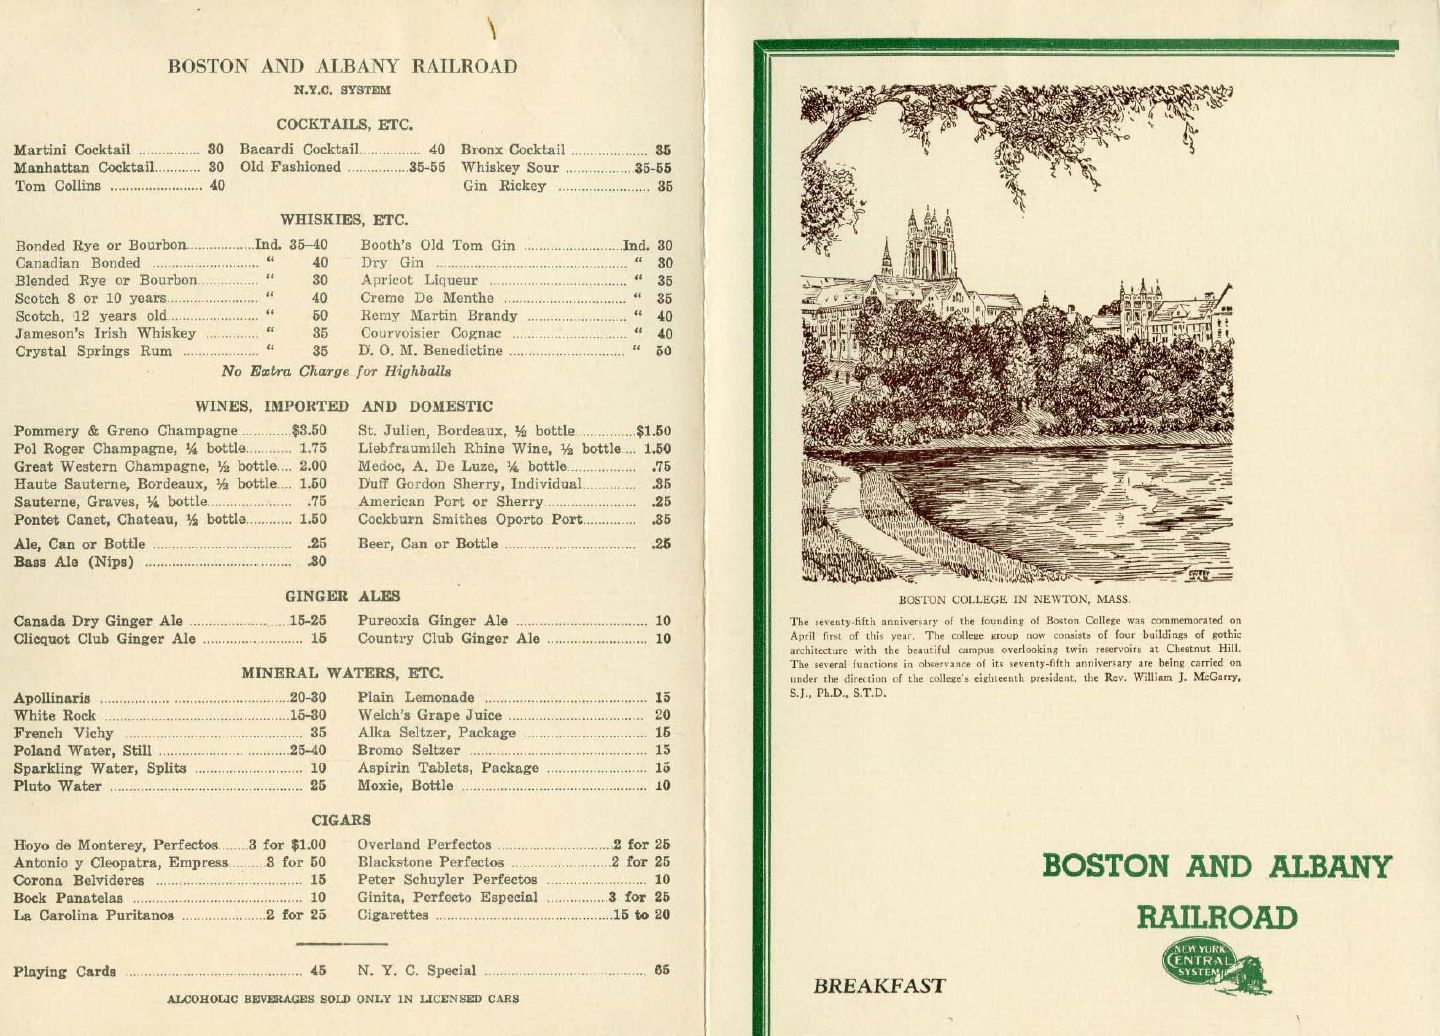 BOSTON AND ALBANY RAILROAD
N.Y.C. SYSTEM
COCKTAILS, ETC.
Martini Cocktail 30 Bacardi Cocktail 40 Bronx Cocktail 35
Manhattan Cocktail 30 Old Fashioned 35-55 Whiskey Sour 35-55
Tom Collins 40 Gin Rickey 35
WHISKIES, ETC.
Bonded Rye or Bourbon Ind. 35-40 Booth's Old Tom Gin Ind. 30
Canadian Bonded " 40 Dry Gin " 30
Blended Rye or Bourbon " 30 Apricot Liqueur " 35
Scotch 8 or 10 years " 40 Creme De Menthe " 35
Scotch, 12 years old " 50 Remy Martin Brandy " 40
Jameson's Irish Whiskey " 35 Courvoisier Cognac " 40
Crystal Springs Rum " 35 D. O. M. Benedictine " 50
No Extra Charge for Highballs
WINES, IMPORTED AND DOMESTIC
Pommery & Greno Champagne $3.50 St. Julien, Bordeaux, ½ bottle $1.50
Pol Roger Champagne, ¼ bottle 1.75 Liebfraumilch Rhine Wine, ½ bottle 1.50
Great Western Champagne, ½ bottle 2.00 Medoc, A. De Luze, ¼ bottle .75
Haute Sauterne, Bordeaux, ½ bottle 1.50 Duff Gordon Sherry, Individual .35
Sauterne, Graves, ¼ bottle .75 American Port or Sherry .25
Pontet Canet, Chateau, ½ bottle 1.50 Cockburn Smithes Oporto Port .35
Ale, Can or Bottle .25 Beer, Can or Bottle .25
Bass Ale (Nips) .30
GINGER ALES
Canada Dry Ginger Ale 15-25 Pureoxia Ginger Ale 10
Clicquot Club Ginger Ale 15 Country Club Ginger Ale 10
MINERAL WATERS, ETC.
Apollinaris 20-30 Plain Lemonade 15
White Rock 15-30 Welch's Grape Juice 20
French Vichy 35 Alka Seltzer, Package 15
Poland Water, Still 25-40 Bromo Seltzer 15
Sparkling Water, Splits 10 Aspirin Tablets, Package 15
Pluto Water 25 Moxie, Bottle 10
CIGARS
Hoyo de Monterey, Perfectos 3 for $1.00 Overland Perfectos 2 for 25
Antonio y Cleopatra, Empress 3 for 50 Blackstone Perfectos 2 for 25
Corona Belvideres 15 Peter Schuyler Perfectos 10
Bock Panatelas 10 Ginita, Perfecto Especial 3 for 25
La Carolina Puritanos 2 for 25 Cigarettes 15 to 20
Playing Cards 45 N. Y. C. Special 65
ALCOHOLIC BEVERAGES SOLD ONLY IN LICENSED CARS
BOSTON COLLEGE IN NEWTON, MASS.
The seventy-fifth anniversary of the founding of Boston College was commemorated on
April first of this year. The college group now consists of four buildings of gothic
architecture with the beautiful campus overlooking twin reservoirs at Chestnut Hill.
The several functions in observance of its seventy-fifth anniversary are being carried on
under the direction of the college's eighteenth president, the Rev. William J. McGarry,
S.J., Ph.D., S.T.D.
BOSTON AND ALBANY
RAILROAD
NEW YORK
CENTRAL
SYSTEM
BREAKFAST